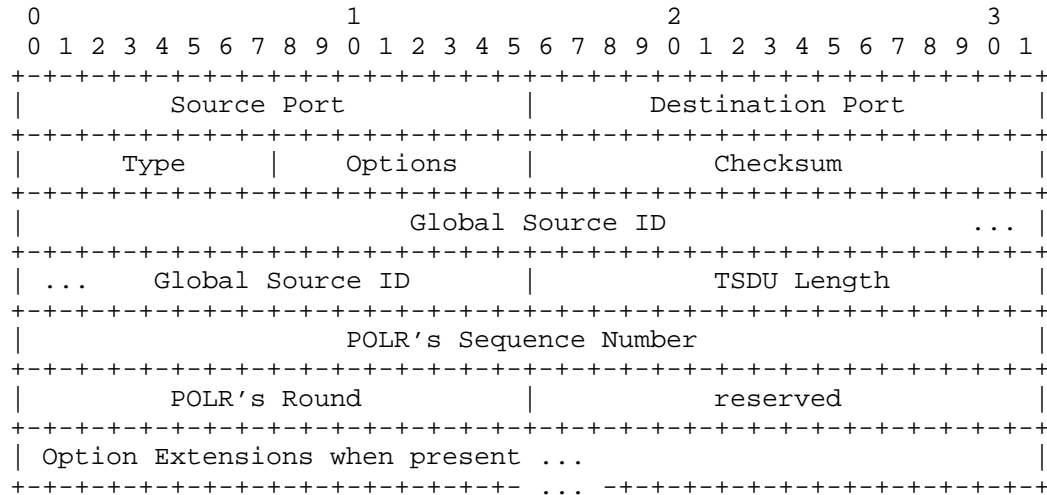 0                   1                   2                   3
 0 1 2 3 4 5 6 7 8 9 0 1 2 3 4 5 6 7 8 9 0 1 2 3 4 5 6 7 8 9 0 1
+-+-+-+-+-+-+-+-+-+-+-+-+-+-+-+-+-+-+-+-+-+-+-+-+-+-+-+-+-+-+-+-+
|         Source Port           |       Destination Port        |
+-+-+-+-+-+-+-+-+-+-+-+-+-+-+-+-+-+-+-+-+-+-+-+-+-+-+-+-+-+-+-+-+
|      Type     |    Options    |           Checksum            |
+-+-+-+-+-+-+-+-+-+-+-+-+-+-+-+-+-+-+-+-+-+-+-+-+-+-+-+-+-+-+-+-+
|                        Global Source ID                   ... |
+-+-+-+-+-+-+-+-+-+-+-+-+-+-+-+-+-+-+-+-+-+-+-+-+-+-+-+-+-+-+-+-+
| ...    Global Source ID       |           TSDU Length         |
+-+-+-+-+-+-+-+-+-+-+-+-+-+-+-+-+-+-+-+-+-+-+-+-+-+-+-+-+-+-+-+-+
|                    POLR's Sequence Number                     |
+-+-+-+-+-+-+-+-+-+-+-+-+-+-+-+-+-+-+-+-+-+-+-+-+-+-+-+-+-+-+-+-+
|         POLR's Round          |           reserved            |
+-+-+-+-+-+-+-+-+-+-+-+-+-+-+-+-+-+-+-+-+-+-+-+-+-+-+-+-+-+-+-+-+
| Option Extensions when present ...                            |
+-+-+-+-+-+-+-+-+-+-+-+-+-+-+-+- ... -+-+-+-+-+-+-+-+-+-+-+-+-+-+